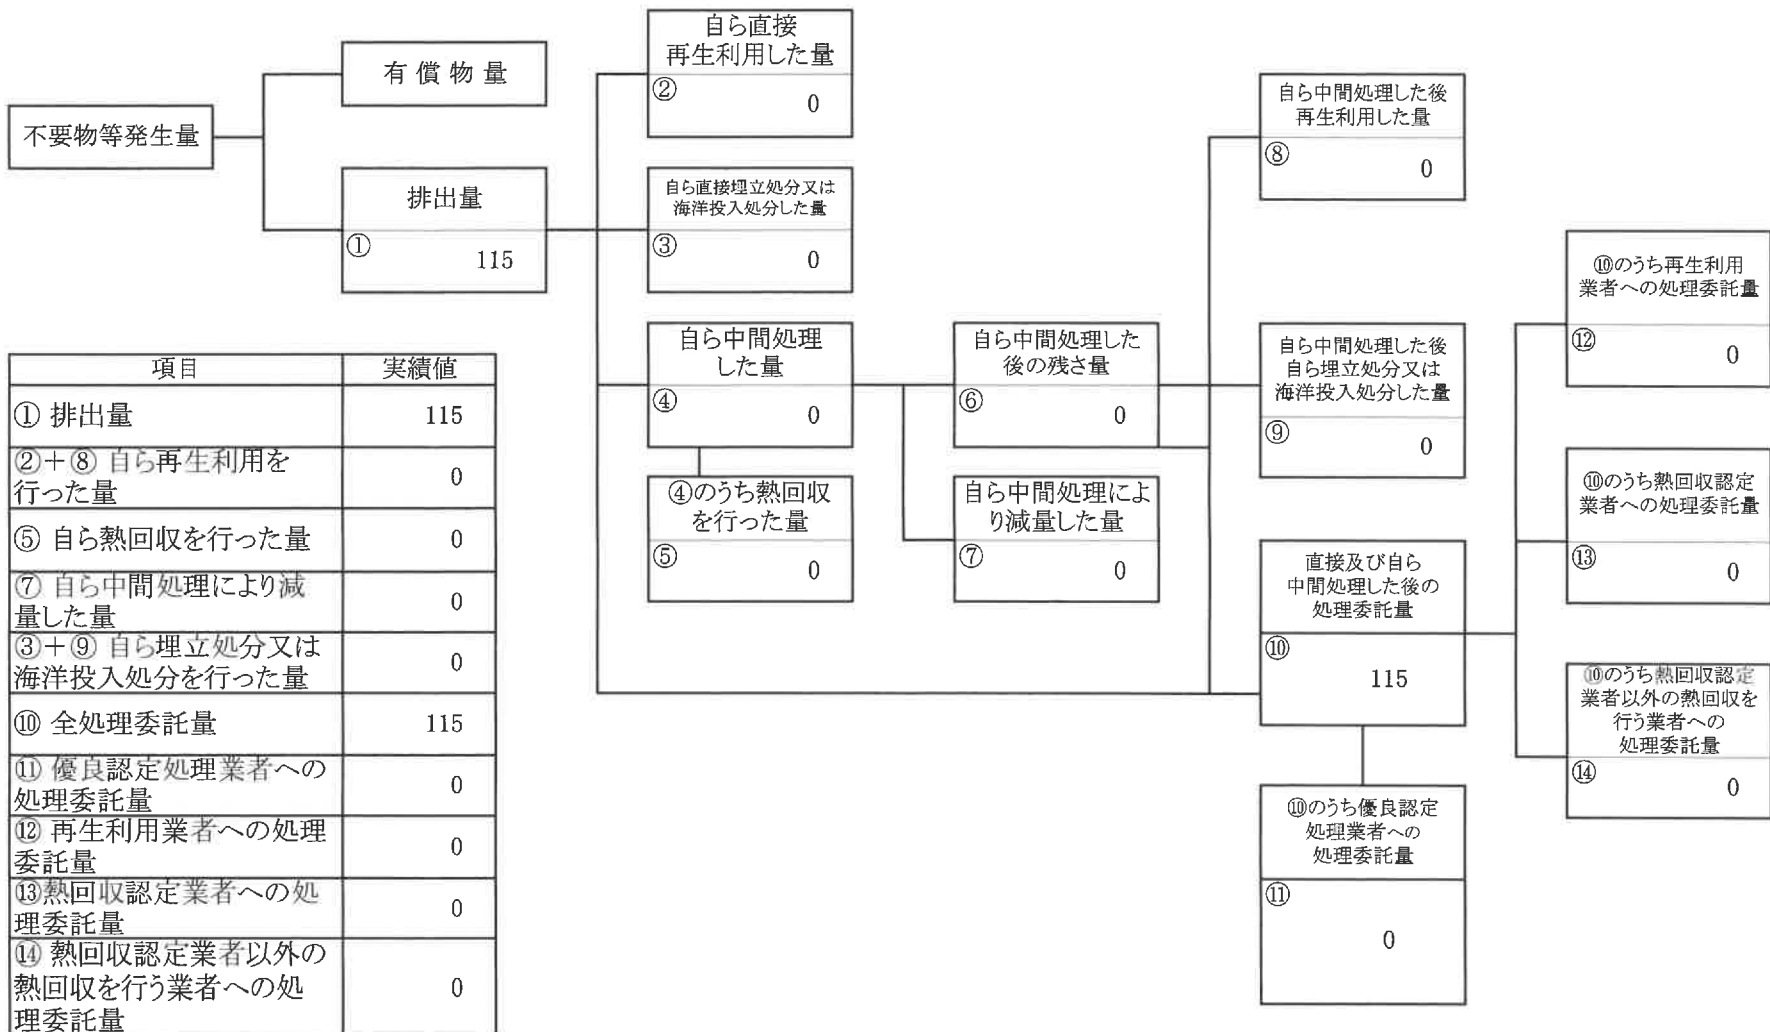 不要物等発生量
有償物量
排出量
① 115
自ら直接
再生利用した量
② 0
自ら直接埋立処分又は
海洋投入処分した量
③ 0
自ら中間処理
した量
④ 0
④のうち熱回収
を行った量
⑤ 0
自ら中間処理した
後の残さ量
⑥ 0
自ら中間処理によ
り減量した量
⑦ 0
自ら中間処理した後
再生利用した量
⑧ 0
自ら中間処理した後
自ら埋立処分又は
海洋投入処分した量
⑨ 0
直接及び自ら
中間処理した後の
処理委託量
⑩ 115
⑩のうち優良認定
処理業者への
処理委託量
⑪ 0
⑩のうち再生利用
業者への処理委託量
⑫ 0
⑩のうち熱回収認定
業者への処理委託量
⑬ 0
⑩のうち熱回収認定
業者以外の熱回収を
行う業者への
処理委託量
⑭ 0
項目 実績値
① 排出量 115
②+⑧ 自ら再生利用を
行った量 0
⑤ 自ら熱回収を行った量 0
⑦ 自ら中間処理により減
量した量 0
③+⑨ 自ら埋立処分又は
海洋投入処分を行った量 0
⑩ 全処理委託量 115
⑪ 優良認定処理業者への
処理委託量 0
⑫ 再生利用業者への処理
委託量 0
⑬熱回収認定業者への処
理委託量 0
⑭ 熱回収認定業者以外の
熱回収を行う業者への処
理委託量 0